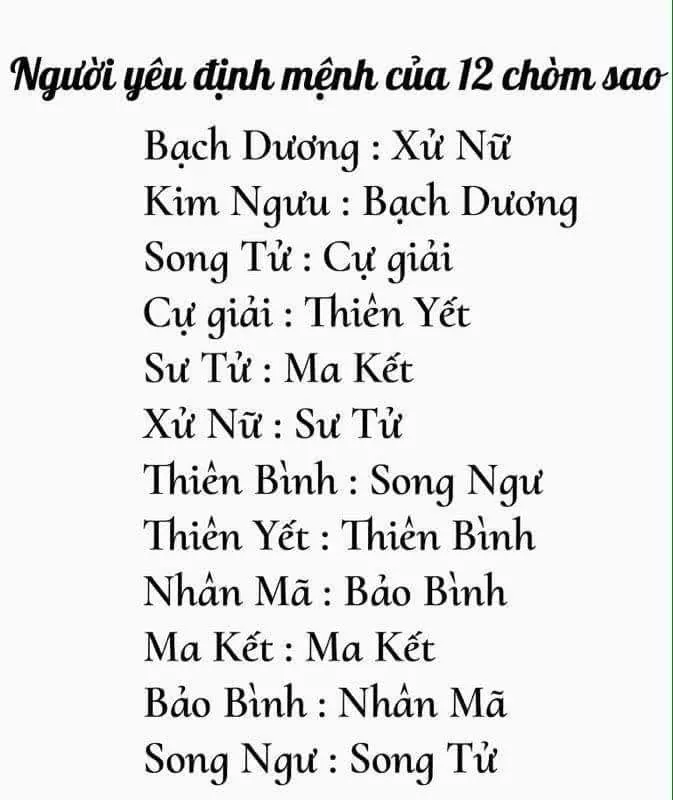 Người yêu định mệnh của 12 chòm sao
Bạch Dương : Xử Nữ
Kim Ngưu : Bạch Dương
Song Tử : Cự giải
Cự giải : Thiên Yết
Sư Tử : Ma Kết
Xử Nữ : Sư Tử
Thiên Bình : Song Ngư
Thiên Yết : Thiên Bình
Nhân Mã : Bảo Bình
Ma Kết : Ma Kết
Bảo Bình : Nhân Mã
Song Ngư : Song Tử